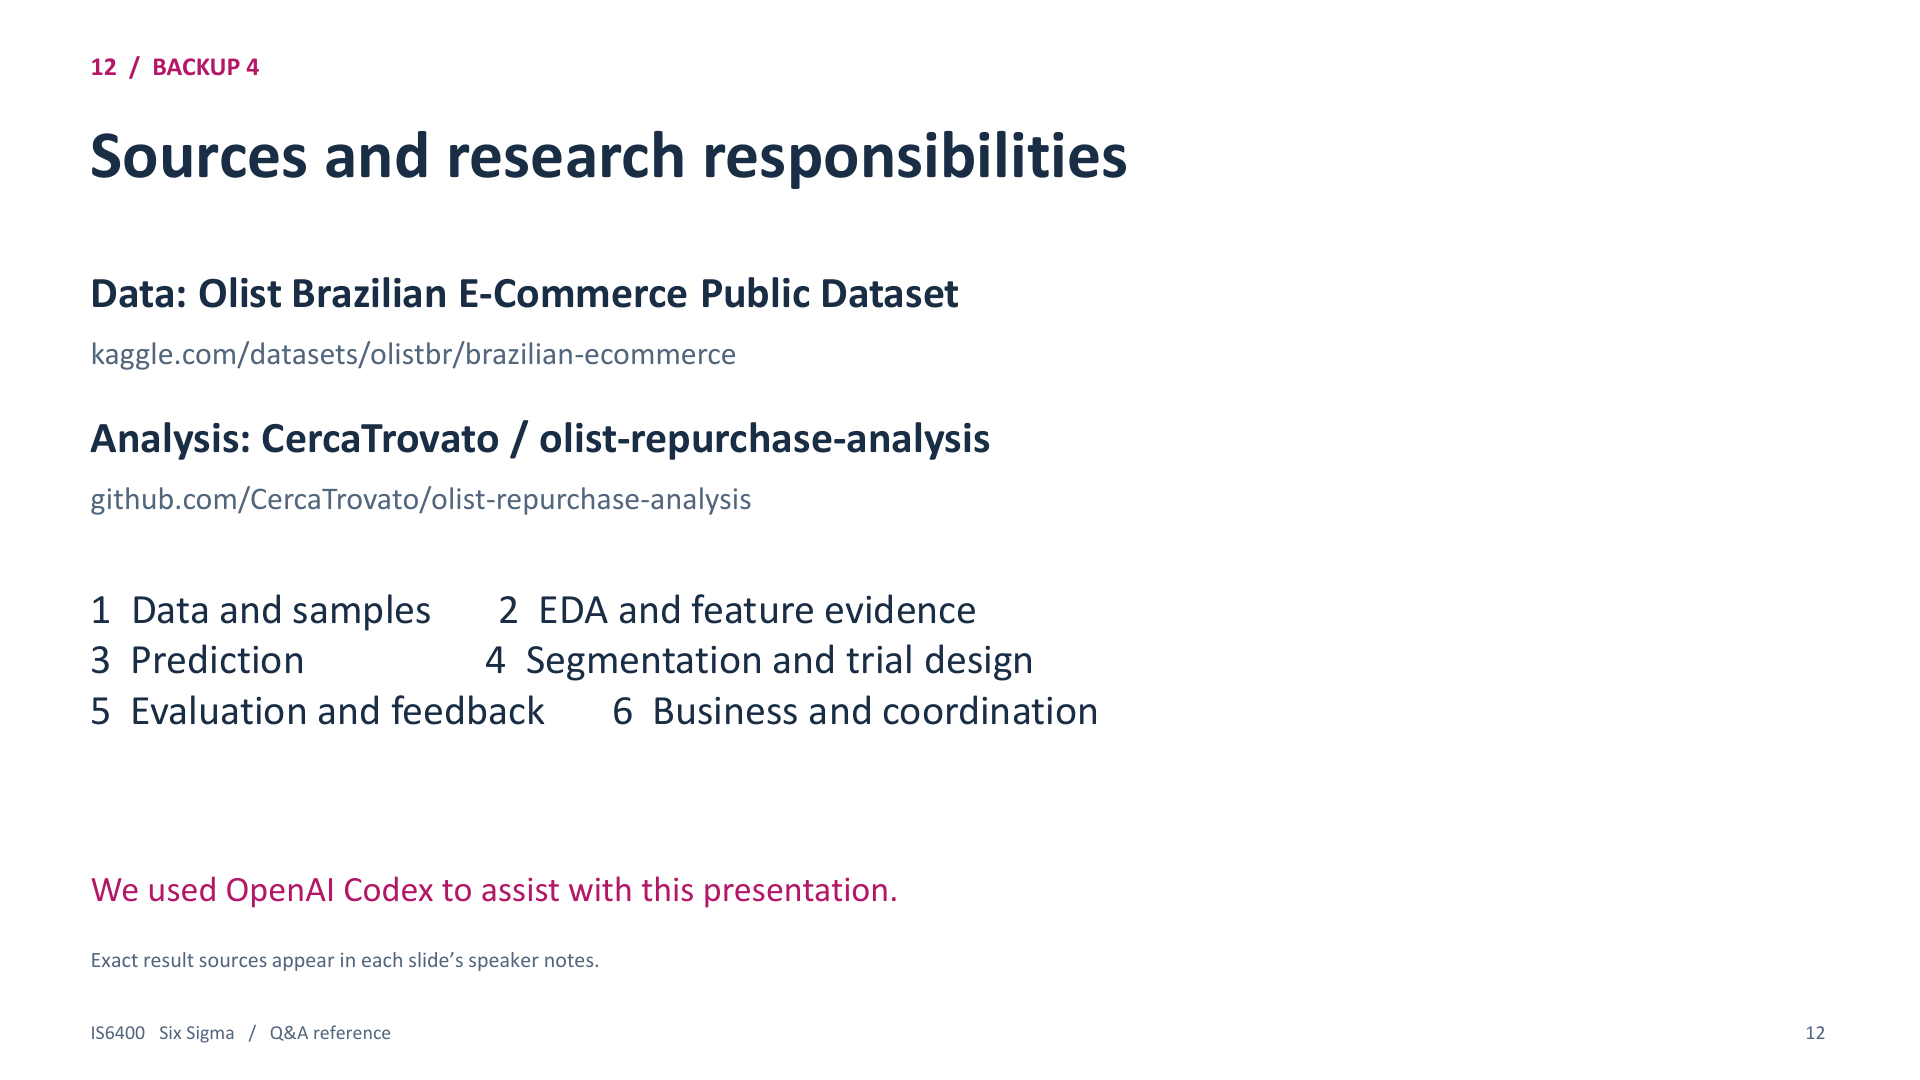 12 / BACKUP 4
Sources and research responsibilities
Data: Olist Brazilian E-Commerce Public Dataset
kaggle.com/datasets/olistbr/brazilian-ecommerce
Analysis: CercaTrovato / olist-repurchase-analysis
github.com/CercaTrovato/olist-repurchase-analysis
1 Data and samples 2 EDA and feature evidence
3 Prediction 4 Segmentation and trial design
5 Evaluation and feedback 6 Business and coordination
We used OpenAI Codex to assist with this presentation.
Exact result sources appear in each slide’s speaker notes.
IS6400 Six Sigma / Q&A reference 12